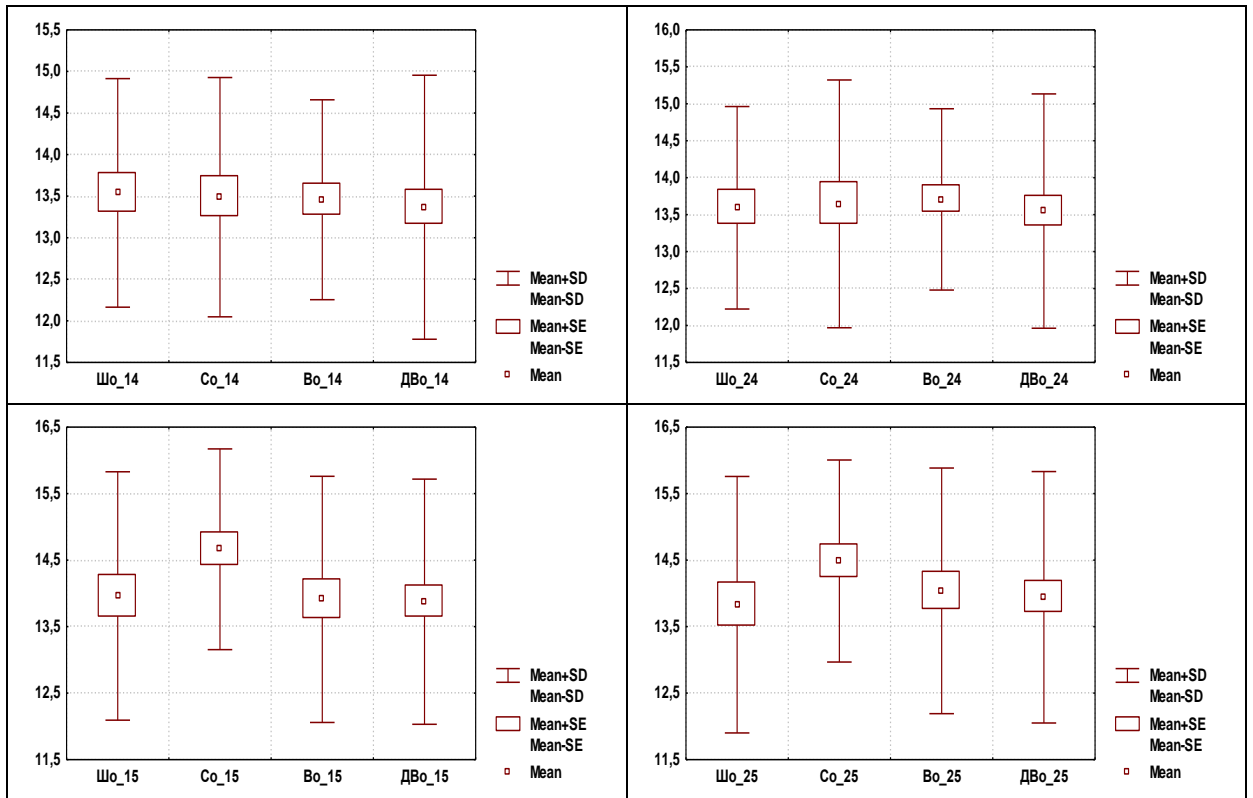 15,5
15,0
14,5
14,0
13,5
13,0
12,5
12,0
11,5
Шо_14 Со_14 Во_14 ДВо_14
Mean+SD
Mean-SD
Mean+SE
Mean-SE
Mean
16,0
15,5
15,0
14,5
14,0
13,5
13,0
12,5
12,0
11,5
Шо_24 Со_24 Во_24 ДВо_24
Mean+SD
Mean-SD
Mean+SE
Mean-SE
Mean
16,5
15,5
14,5
13,5
12,5
11,5
Шо_15 Со_15 Во_15 ДВо_15
Mean+SD
Mean-SD
Mean+SE
Mean-SE
Mean
16,5
15,5
14,5
13,5
12,5
11,5
Шо_25 Со_25 Во_25 ДВо_25
Mean+SD
Mean-SD
Mean+SE
Mean-SE
Mean